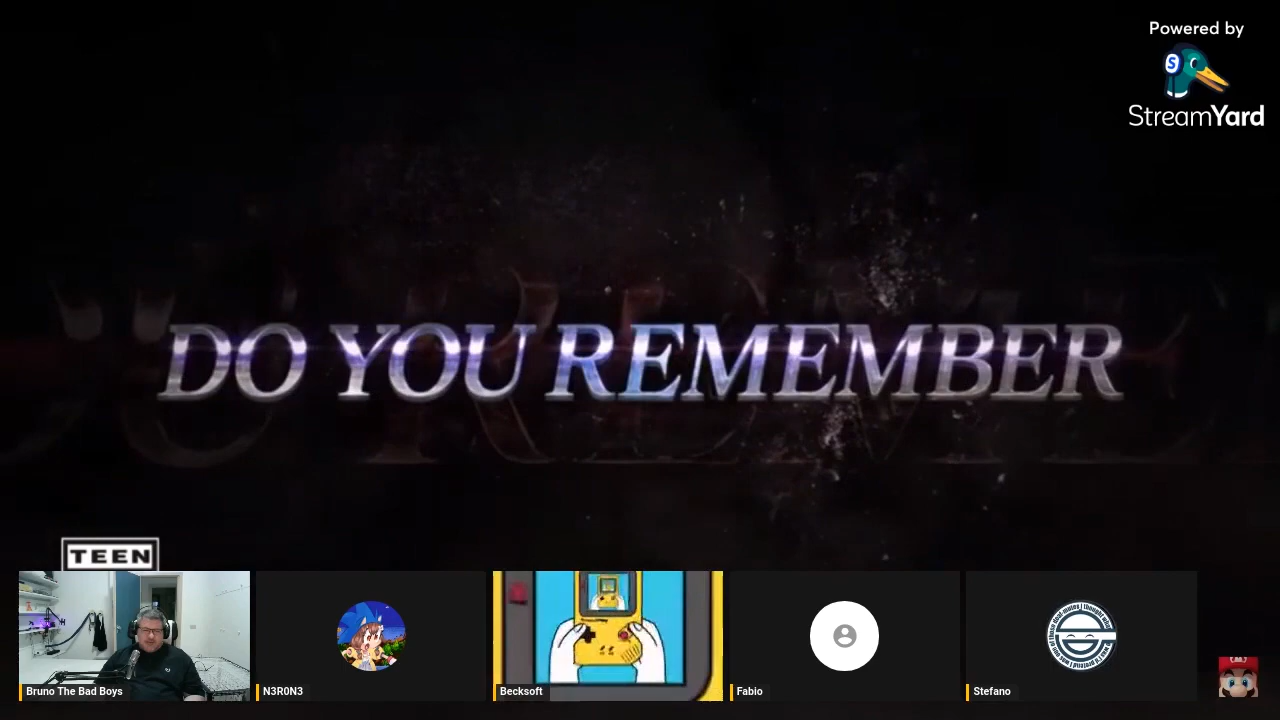 Powered by
StreamYard
DO YOU REMEMBER
TEEN
Bruno The Bad Boys
N3R0N3
Becksoft
Fabio
Stefano